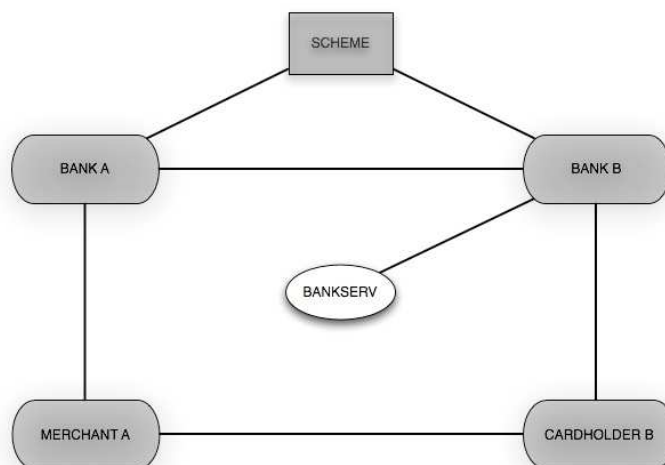 SCHEME
BANK A
BANK B
BANKSERV
MERCHANT A
CARDHOLDER B